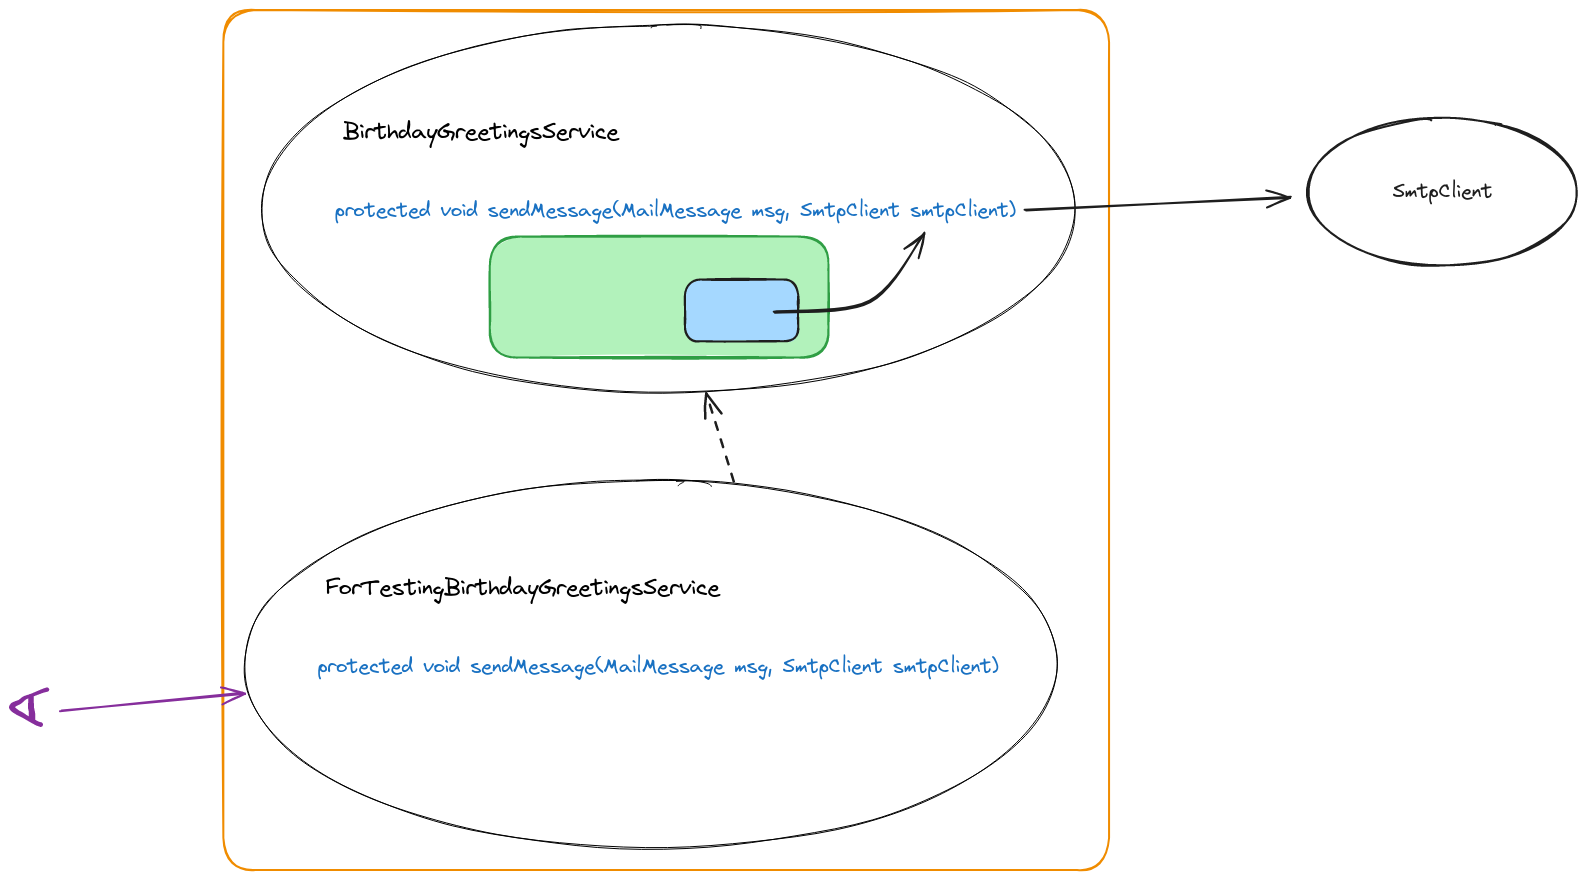 BirthdayGreetingsService
protected void sendMessage(MailMessage msg, SmtpClient smtpClient)
SmtpClient
ForTestingBirthdayGreetingsService
protected void sendMessage(MailMessage msg, SmtpClient smtpClient)